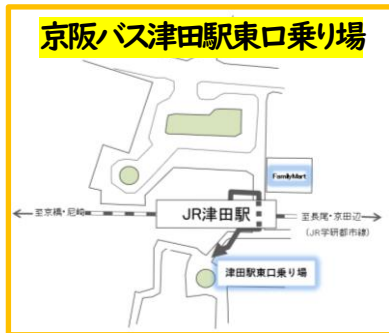 京阪バス津田駅東口乗り場
FamilyMart
至京橋・尼崎
JR津田駅
至長尾・京田辺
(JR学研都市線)
津田駅東口乗り場